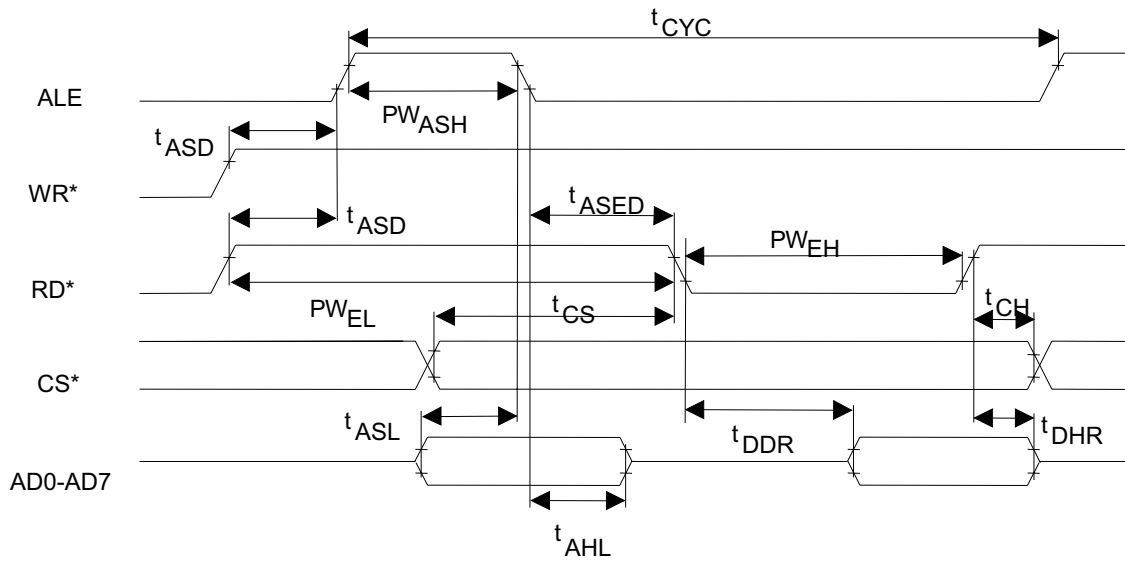 tCYC
ALE
PWASH
tASD
WR*
tASED
tASD
PWEH
RD*
PWEL
tCS
tCH
CS*
tASL
tDDR
tDHR
AD0-AD7
tAHL